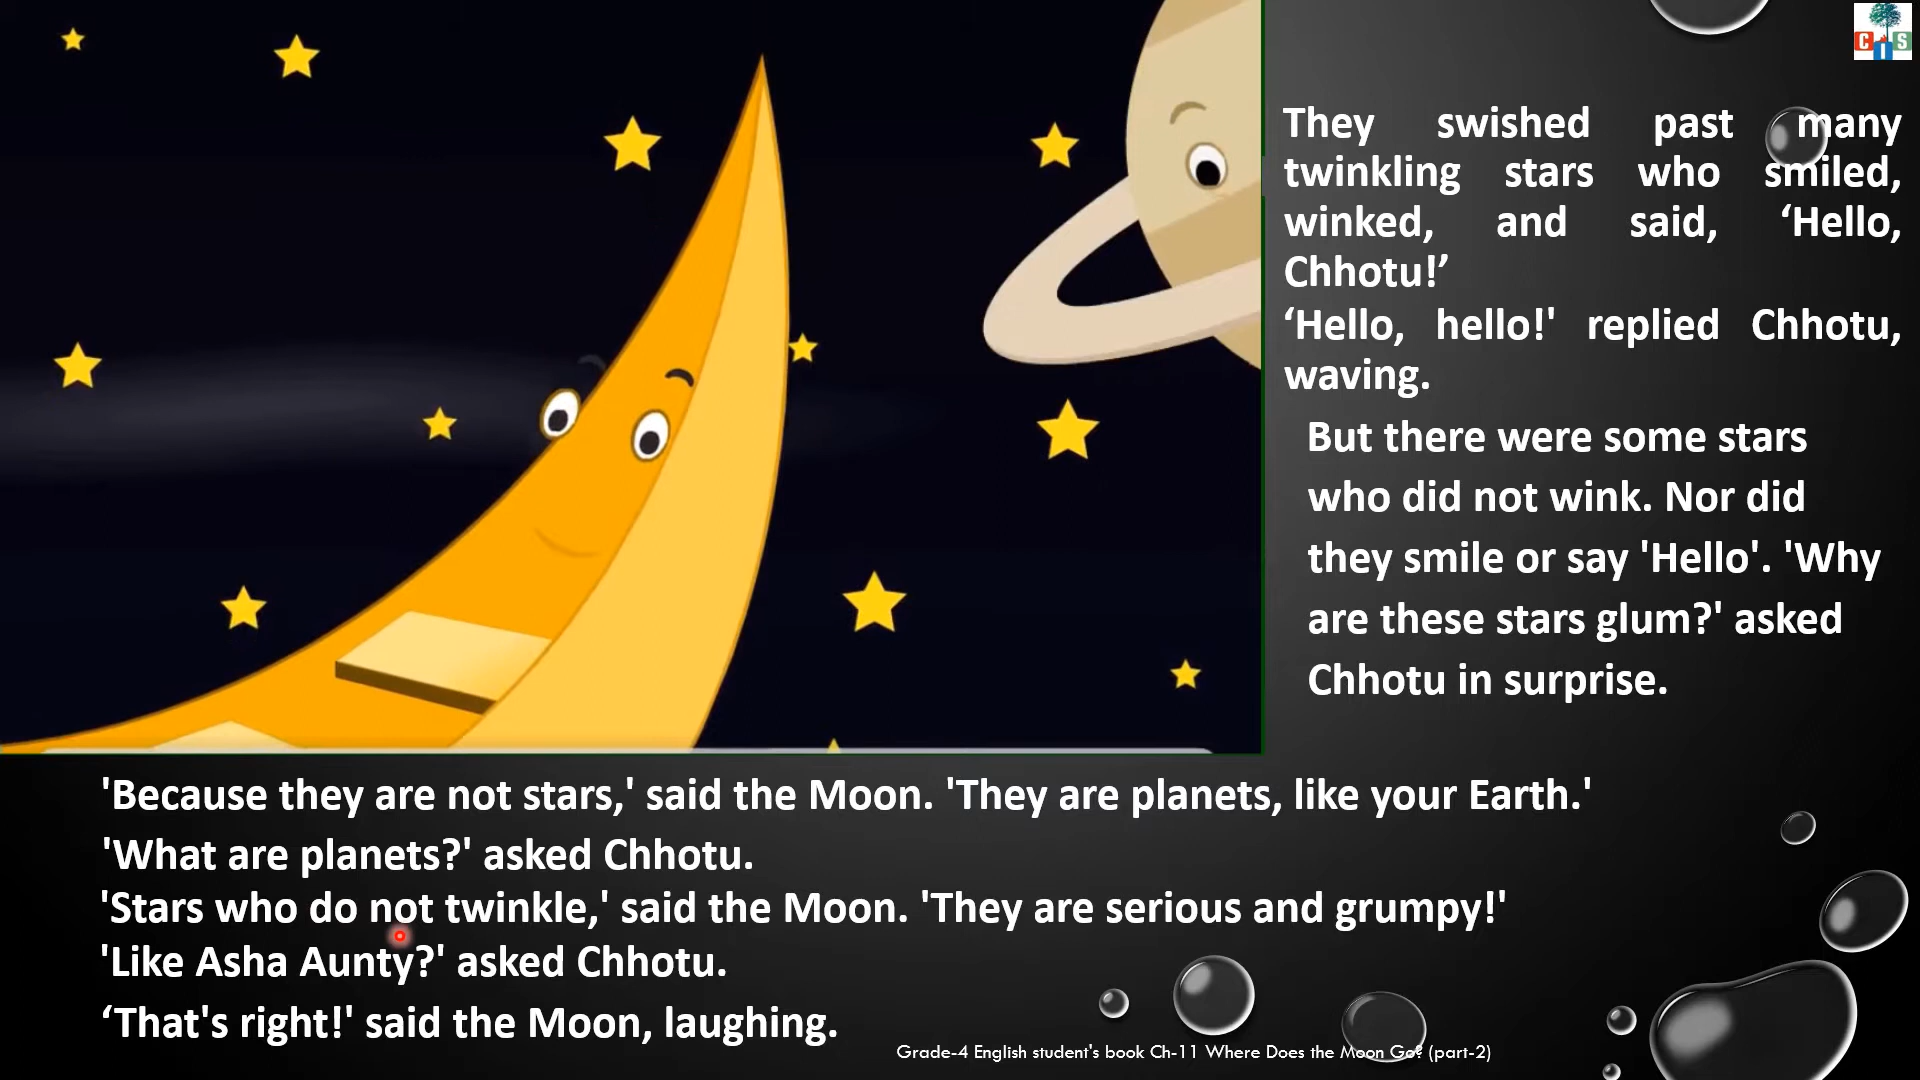 CIS
They swished past many
twinkling stars who smiled,
winked, and said, ‘Hello,
Chhotu!’
‘Hello, hello!' replied Chhotu,
waving.
But there were some stars
who did not wink. Nor did
they smile or say 'Hello'. 'Why
are these stars glum?' asked
Chhotu in surprise.
'Because they are not stars,' said the Moon. 'They are planets, like your Earth.'
'What are planets?' asked Chhotu.
'Stars who do not twinkle,' said the Moon. 'They are serious and grumpy!'
'Like Asha Aunty?' asked Chhotu.
‘That's right!' said the Moon, laughing.
Grade-4 English student's book Ch-11 Where Does the Moon Go? (part-2)